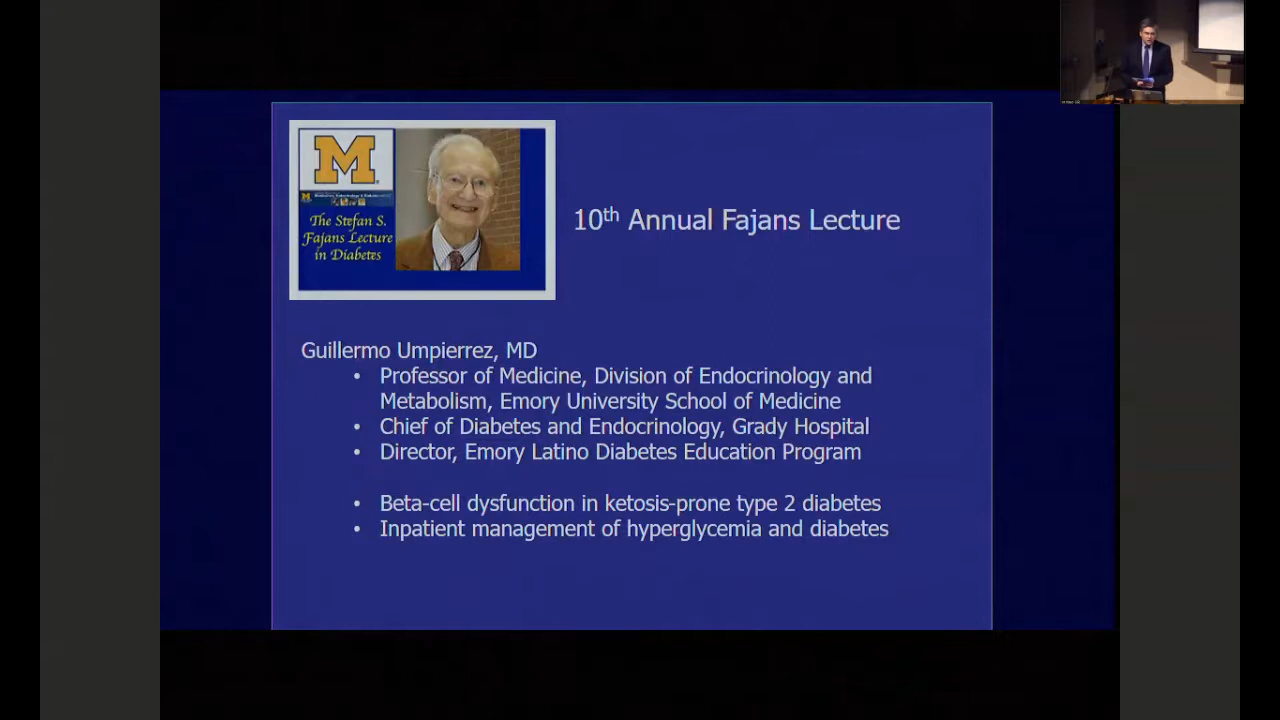 M
The Stefan S.
Fajans Lecture
in Diabetes
10th Annual Fajans Lecture
Guillermo Umpierrez, MD
• Professor of Medicine, Division of Endocrinology and
Metabolism, Emory University School of Medicine
• Chief of Diabetes and Endocrinology, Grady Hospital
• Director, Emory Latino Diabetes Education Program
• Beta-cell dysfunction in ketosis-prone type 2 diabetes
• Inpatient management of hyperglycemia and diabetes